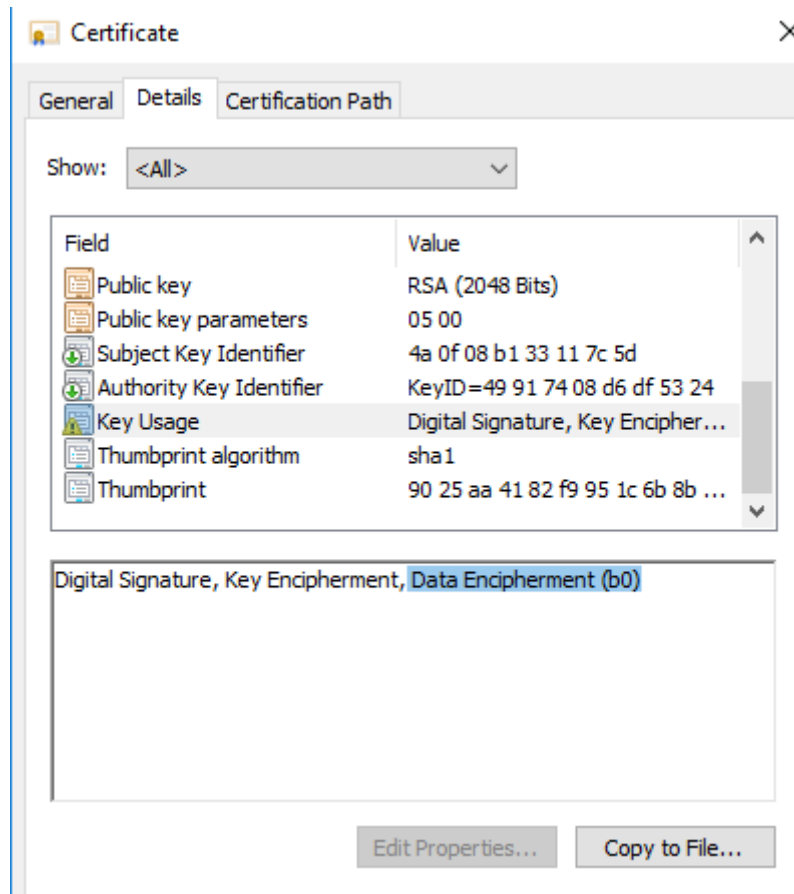 Certificate
General Details Certification Path
Show: <All>
Field Value
Public key RSA (2048 Bits)
Public key parameters 05 00
Subject Key Identifier 4a 0f 08 b1 33 11 7c 5d
Authority Key Identifier KeyID=49 91 74 08 d6 df 53 24
Key Usage Digital Signature, Key Encipher...
Thumbprint algorithm sha1
Thumbprint 90 25 aa 41 82 f9 95 1c 6b 8b ...
Digital Signature, Key Encipherment, Data Encipherment (b0)
Edit Properties... Copy to File...